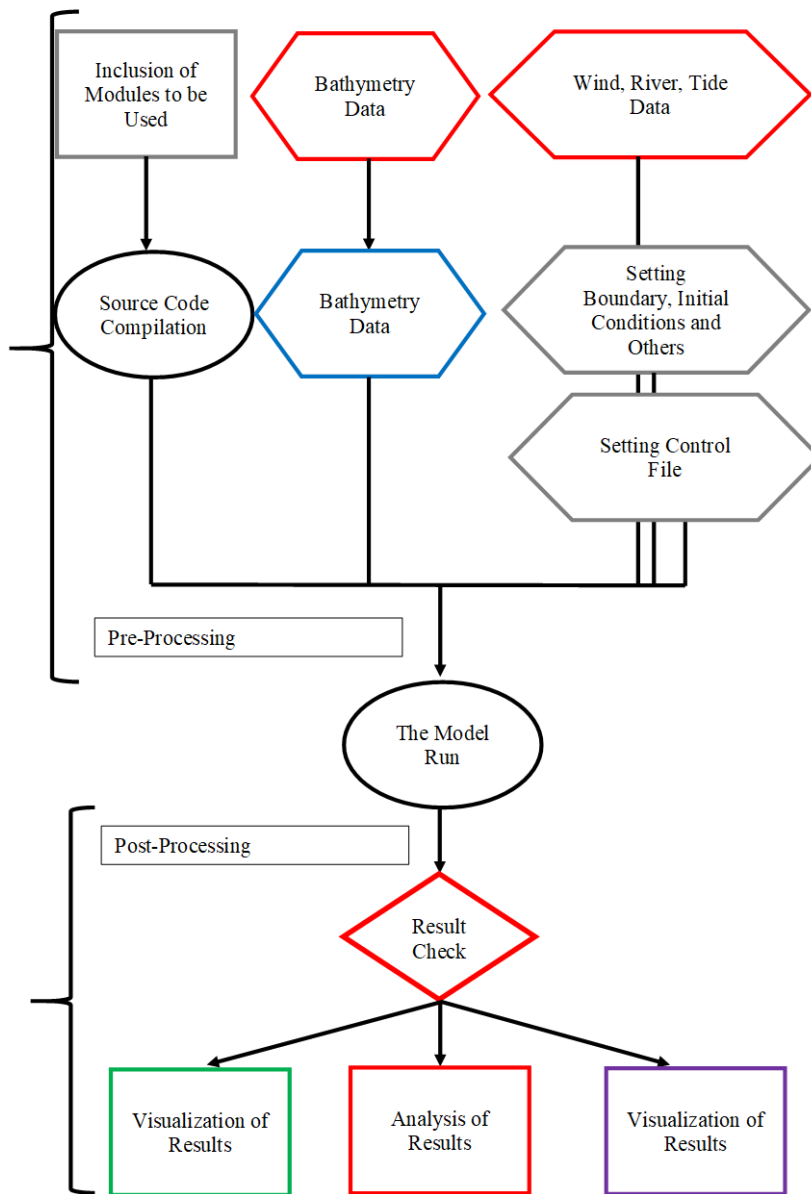 Inclusion of
Modules to be
Used
Bathymetry
Data
Wind, River, Tide
Data
Source Code
Compilation
Bathymetry
Data
Setting
Boundary, Initial
Conditions and
Others
Setting Control
File
Pre-Processing
The Model
Run
Post-Processing
Result
Check
Visualization of
Results
Analysis of
Results
Visualization of
Results